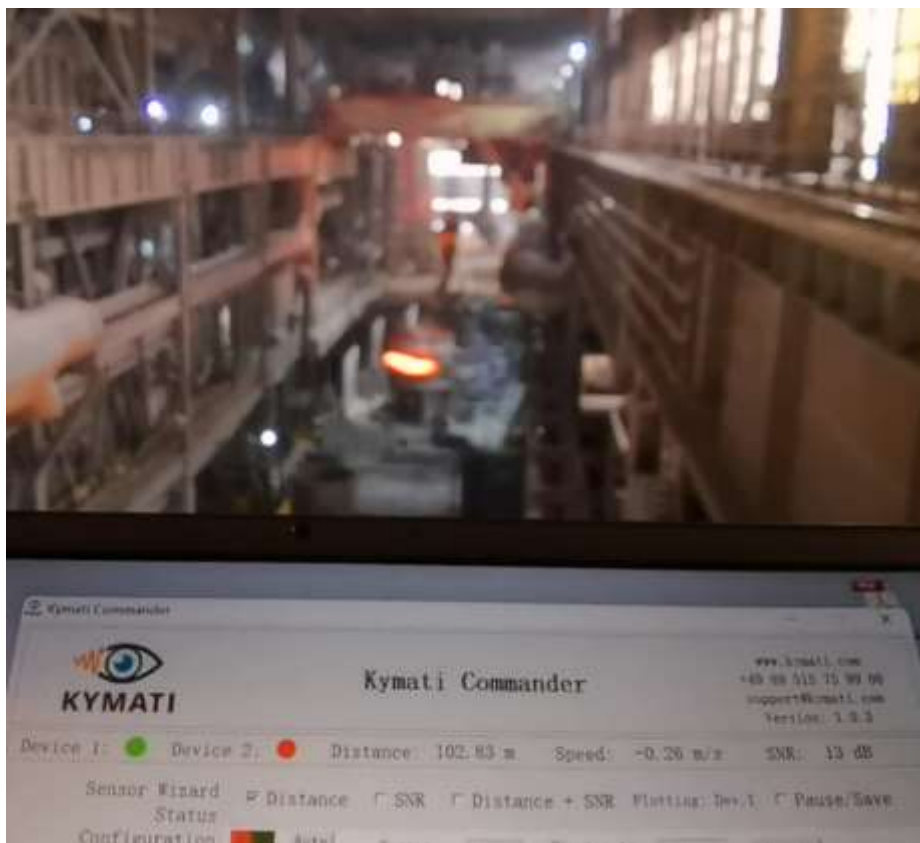 Kymati Commander
KYMATI
Kymati Commander
www.kymati.com
support@kymati.com
Device 1: Device 2: Distance: 102.83 m Speed: -0.26 m/s SNR: 13 dB
Sensor Wizard
Status
Distance SNR Distance + SNR Plotting: Dev.1 Pause/Save
Configuration